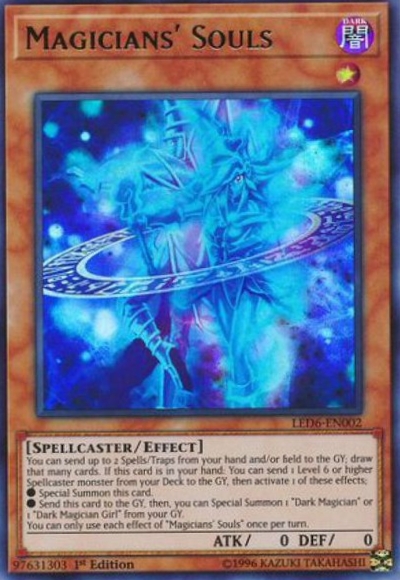 MAGICIANS' SOULS
DARK
闇
LED6-EN002
[SPELLCASTER/EFFECT]
You can send up to 2 Spells/Traps from your hand and/or field to the GY; draw
that many cards. If this card is in your hand: You can send 1 Level 6 or higher
Spellcaster monster from your Deck to the GY, then activate 1 of these effects;
● Special Summon this card.
● Send this card to the GY, then, you can Special Summon 1 "Dark Magician" or
1 "Dark Magician Girl" from your GY.
You can only use each effect of "Magicians' Souls" once per turn.
ATK/ 0 DEF/ 0
97631303 1st Edition ©1996 KAZUKI TAKAHASHI